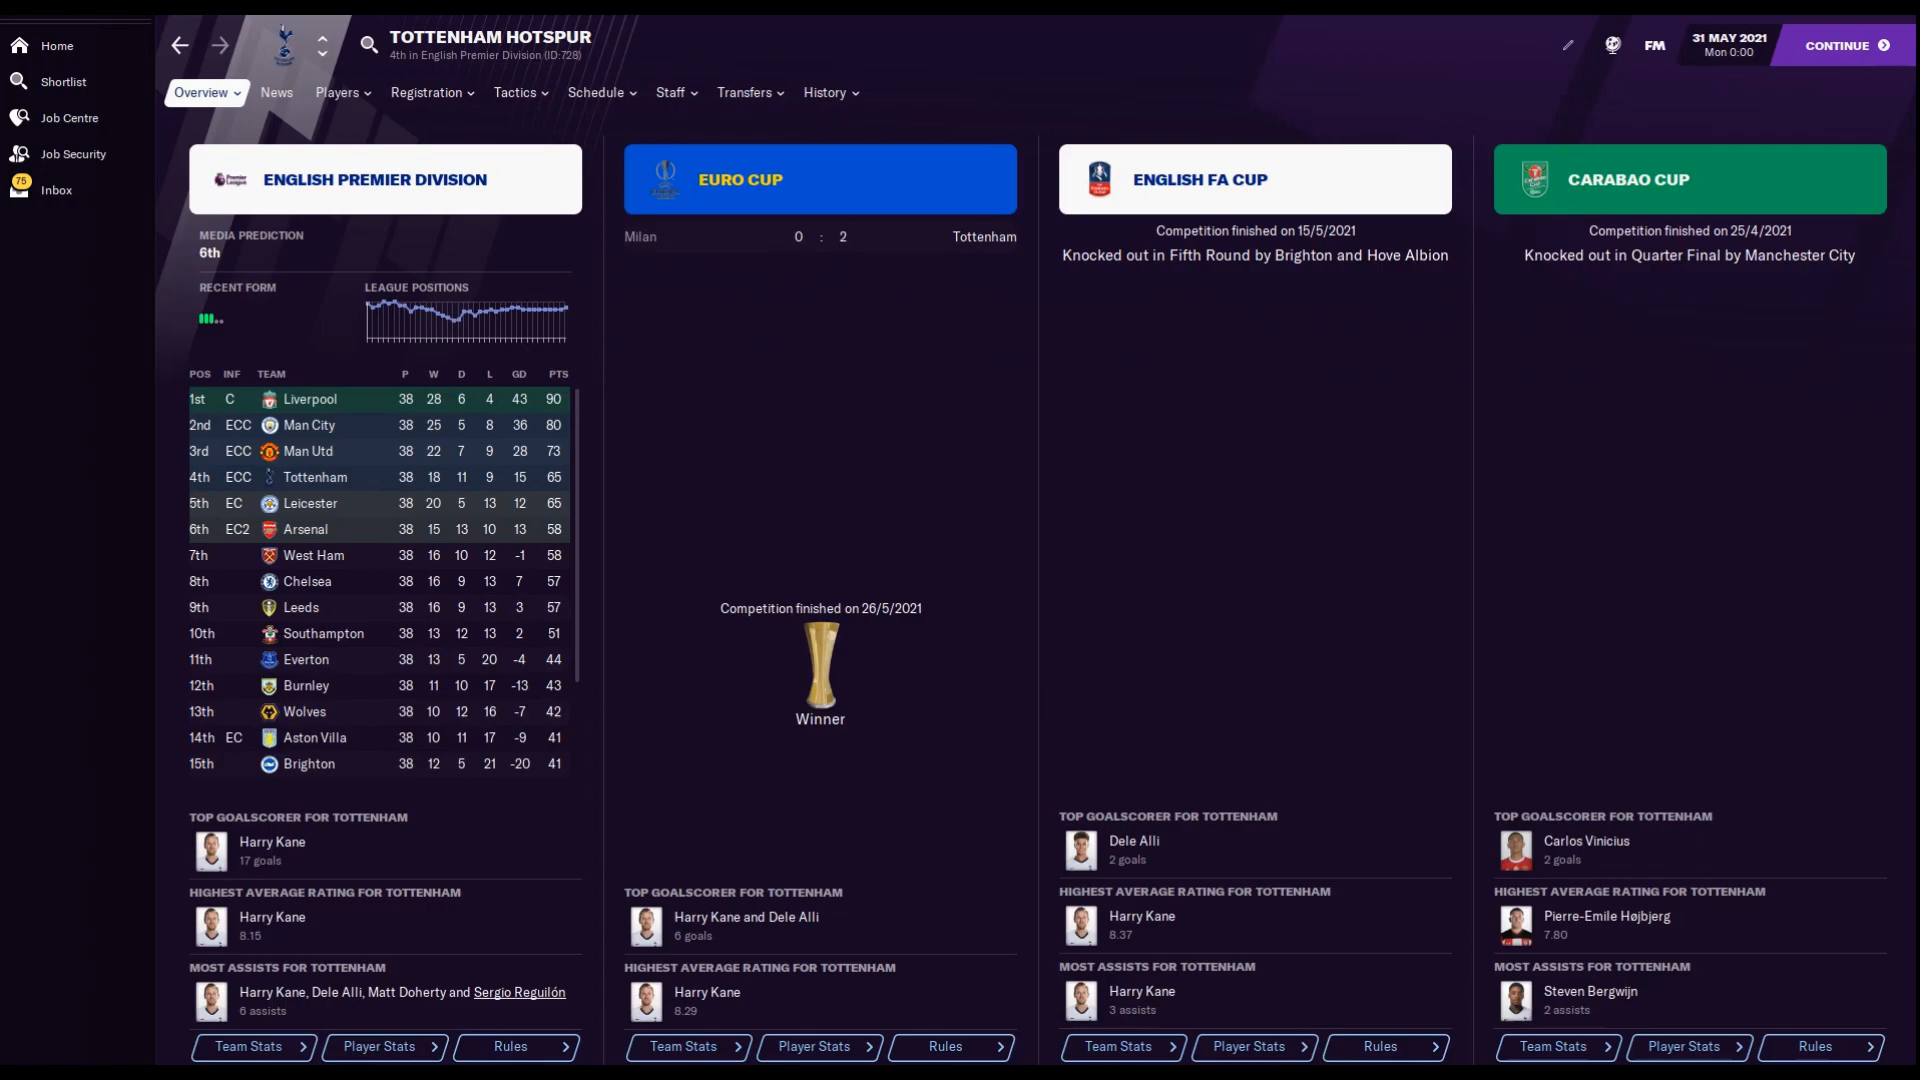 Home
Shortlist
Job Centre
Job Security
75
Inbox
TOTTENHAM HOTSPUR
4th in English Premier Division (ID:728)
FM
31 MAY 2021
Mon 0:00
CONTINUE
Overview News Players Registration Tactics Schedule Staff Transfers History
Premier League
ENGLISH PREMIER DIVISION
MEDIA PREDICTION
6th
RECENT FORM
LEAGUE POSITIONS
POS INF TEAM P W D L GD PTS
1st C Liverpool 38 28 6 4 43 90
2nd ECC Man City 38 25 5 8 36 80
3rd ECC Man Utd 38 22 7 9 28 73
4th ECC Tottenham 38 18 11 9 15 65
5th EC Leicester 38 20 5 13 12 65
6th EC2 Arsenal 38 15 13 10 13 58
7th West Ham 38 16 10 12 -1 58
8th Chelsea 38 16 9 13 7 57
9th Leeds 38 16 9 13 3 57
10th Southampton 38 13 12 13 2 51
11th Everton 38 13 5 20 -4 44
12th Burnley 38 11 10 17 -13 43
13th Wolves 38 10 12 16 -7 42
14th EC Aston Villa 38 10 11 17 -9 41
15th Brighton 38 12 5 21 -20 41
TOP GOALSCORER FOR TOTTENHAM
Harry Kane
17 goals
HIGHEST AVERAGE RATING FOR TOTTENHAM
Harry Kane
8.15
MOST ASSISTS FOR TOTTENHAM
Harry Kane, Dele Alli, Matt Doherty and Sergio Reguilón
6 assists
Team Stats Player Stats Rules
EURO CUP
Milan 0 : 2 Tottenham
Competition finished on 26/5/2021
Winner
TOP GOALSCORER FOR TOTTENHAM
Harry Kane and Dele Alli
6 goals
HIGHEST AVERAGE RATING FOR TOTTENHAM
Harry Kane
8.29
Team Stats Player Stats Rules
ENGLISH FA CUP
Competition finished on 15/5/2021
Knocked out in Fifth Round by Brighton and Hove Albion
TOP GOALSCORER FOR TOTTENHAM
Dele Alli
2 goals
HIGHEST AVERAGE RATING FOR TOTTENHAM
Harry Kane
8.37
MOST ASSISTS FOR TOTTENHAM
Harry Kane
3 assists
Team Stats Player Stats Rules
CARABAO CUP
Competition finished on 25/4/2021
Knocked out in Quarter Final by Manchester City
TOP GOALSCORER FOR TOTTENHAM
Carlos Vinicius
2 goals
HIGHEST AVERAGE RATING FOR TOTTENHAM
Pierre-Emile Højbjerg
7.80
MOST ASSISTS FOR TOTTENHAM
Steven Bergwijn
2 assists
Team Stats Player Stats Rules